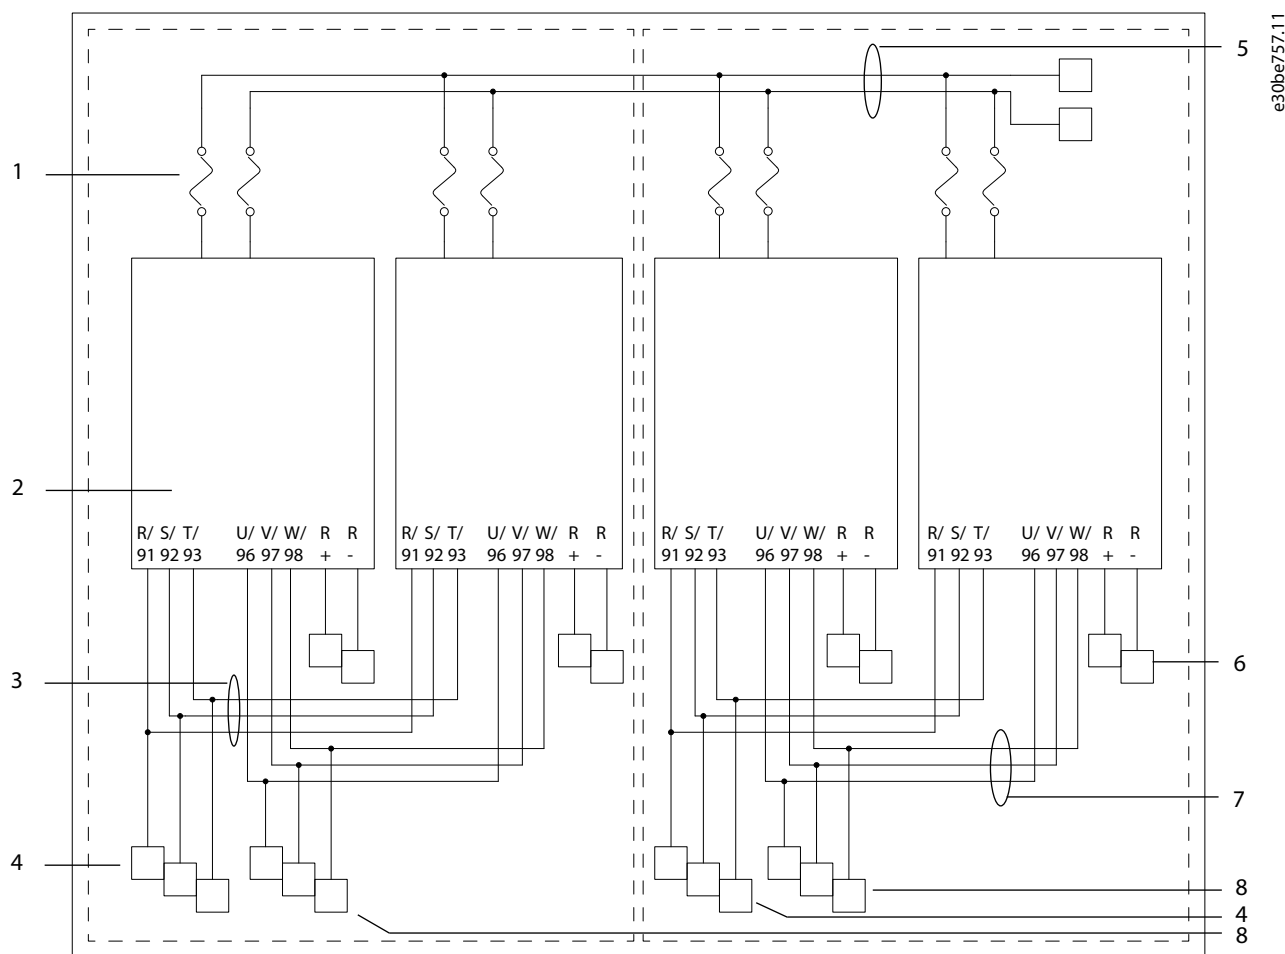 5
e30be757.11
1
2
R/ S/ T/ U/ V/ W/ R R
91 92 93 96 97 98 + -
R/ S/ T/ U/ V/ W/ R R
91 92 93 96 97 98 + -
R/ S/ T/ U/ V/ W/ R R
91 92 93 96 97 98 + -
R/ S/ T/ U/ V/ W/ R R
91 92 93 96 97 98 + -
3
6
7
4
8
4
8